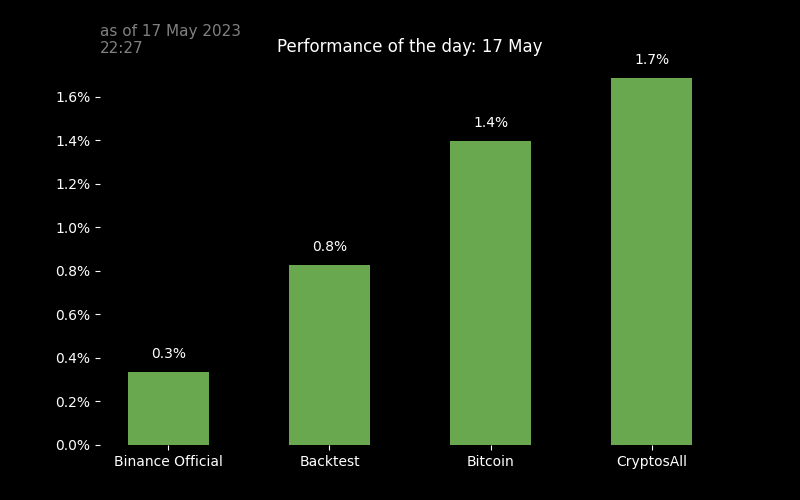 as of 17 May 2023
22:27
Performance of the day: 17 May
1.7%
1.6%
1.4%
1.4%
1.2%
1.0%
0.8%
0.8%
0.6%
0.3%
0.4%
0.2%
0.0%
Binance Official
Backtest
Bitcoin
CryptosAll